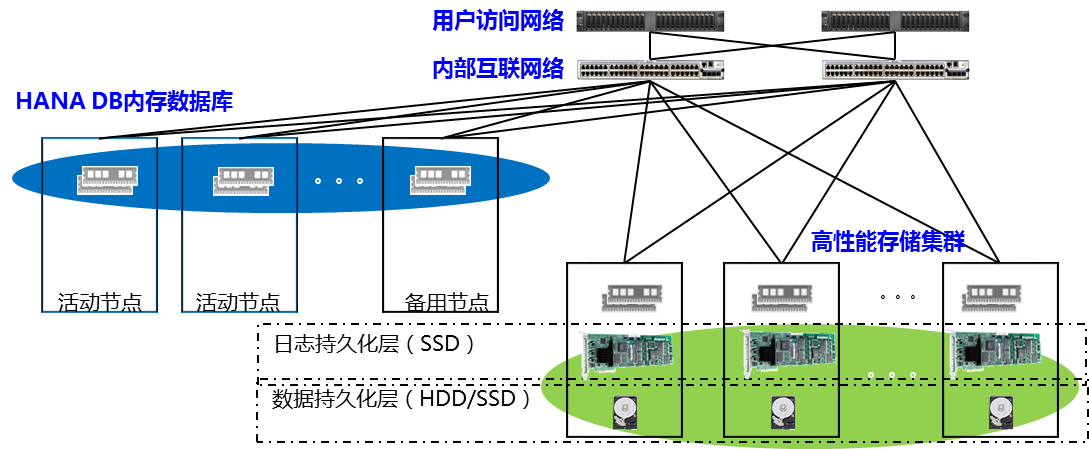 用户访问网络
内部互联网络
HANA DB内存数据库
活动节点
活动节点
备用节点
高性能存储集群
日志持久化层（SSD）
数据持久化层（HDD/SSD）